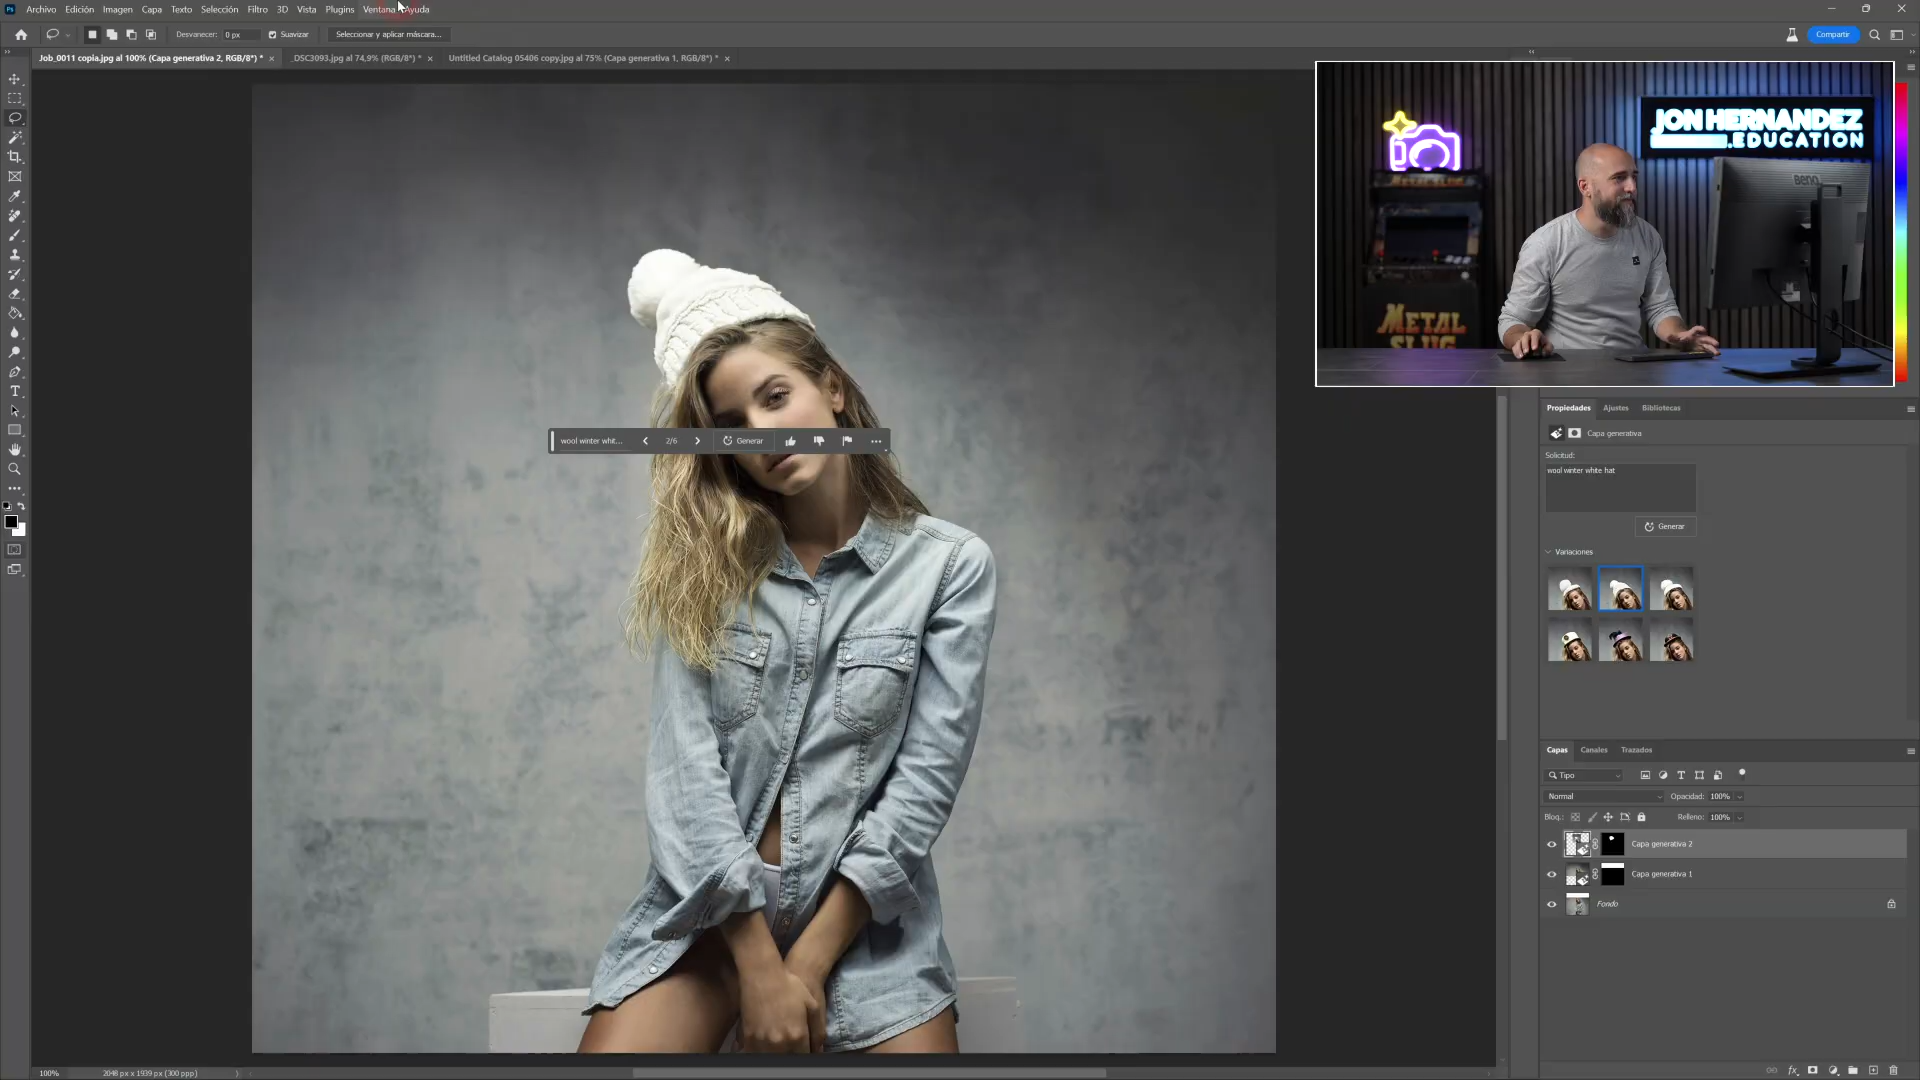 Ps Archivo Edición Imagen Capa Texto Selección Filtro 3D Vista Plugins Ventana Ayuda
Desvanecer: 0 px Suavizar Seleccionar y aplicar máscara... Compartir
Job_0011 copia.jpg al 100% (Capa generativa 2, RGB/8*) * × _DSC3093.jpg al 74,9% (RGB/8*) * × Untitled Catalog 05406 copy.jpg al 75% (Capa generativa 1, RGB/8*) * ×
JON HERNANDEZ
.EDUCATION
BenQ
METAL
SLUG
Propiedades Ajustes Bibliotecas
Capa generativa
Solicitud:
wool winter white hat
Generar
wool winter whit... 2/6 Generar
Variaciones
Capas Canales Trazados
Tipo
Normal Opacidad: 100%
Bloq.: Relleno: 100%
Capa generativa 2
Capa generativa 1
Fondo
100% 2048 px x 1939 px (300 ppp)